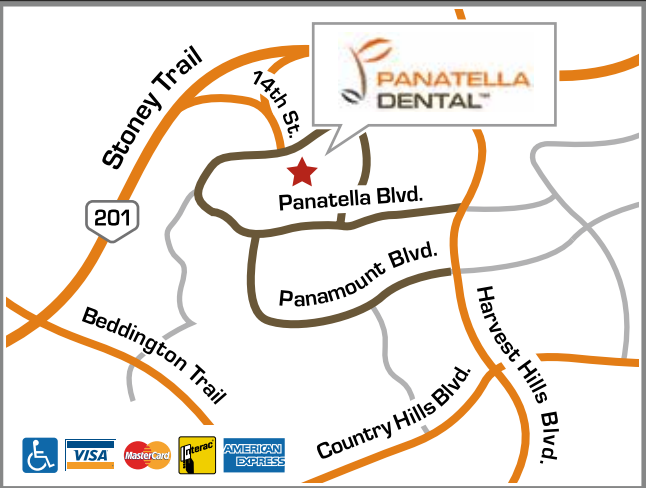 PANATELLA
DENTAL™
Stoney Trail
14th St.
201
Panatella Blvd.
Panamount Blvd.
Beddington Trail
Harvest Hills Blvd.
Country Hills Blvd.
VISA
MasterCard
Interac
AMERICAN
EXPRESS